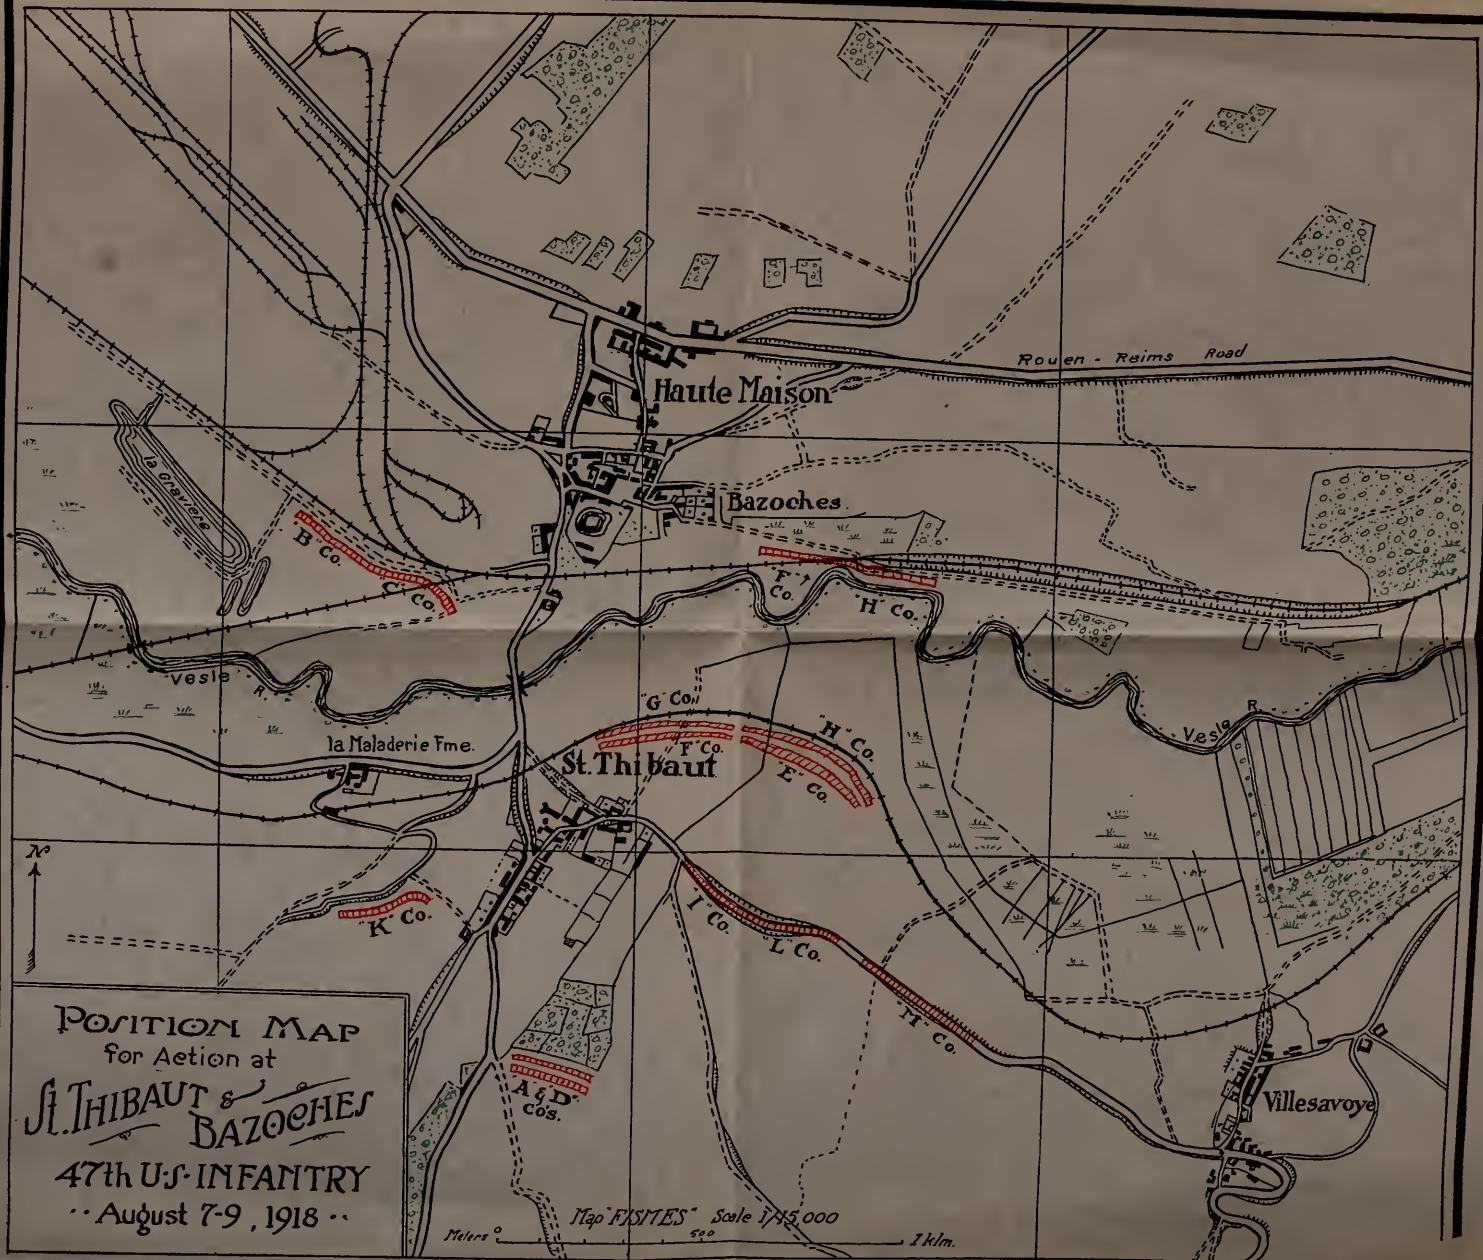 Rouen - Reims Road
Haute Maison
la Gravière
Bazoches.
"B" Co.
"C" Co.
"F" Co.
"H" Co.
Vesle R.
"G" Co.
la Maladerie Fme.
"F" Co.
"H" Co.
St. Thibaut
"E" Co.
Vesle R.
N
"K" Co.
"I" Co.
"L" Co.
"M" Co.
POSITION MAP
for Action at
St. THIBAUT &
BAZOCHES
47th U.S. INFANTRY
·· August 7-9, 1918 ··
"A & D"
Cos.
Villesavoye
Map "FISMES" Scale 1/15,000
Meters 0 500 1 klm.